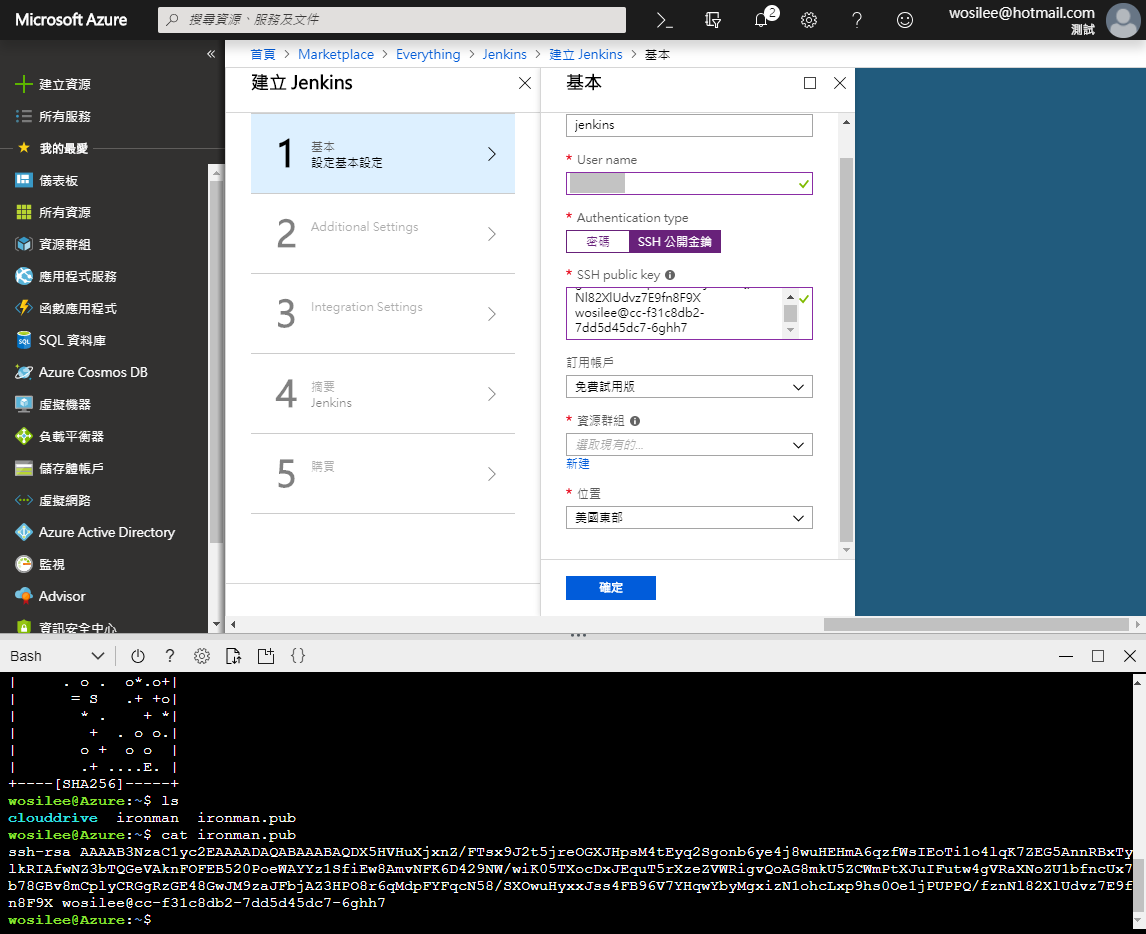 Microsoft Azure
搜尋資源、服務及文件
2
wosilee@hotmail.com
測試
首頁 > Marketplace > Everything > Jenkins > 建立 Jenkins > 基本
建立資源
所有服務
我的最愛
儀表板
所有資源
資源群組
應用程式服務
函數應用程式
SQL 資料庫
Azure Cosmos DB
虛擬機器
負載平衡器
儲存體帳戶
虛擬網路
Azure Active Directory
監視
Advisor
資訊安全中心
建立 Jenkins
1 基本
設定基本設定
2 Additional Settings
3 Integration Settings
4 摘要
Jenkins
5 購買
基本
jenkins
* User name
* Authentication type
密碼 SSH 公開金鑰
* SSH public key
Nl82XlUdvz7E9fn8F9X
wosilee@cc-f31c8db2-
7dd5d45dc7-6ghh7
訂用帳戶
免費試用版
* 資源群組
選取現有的...
新建
* 位置
美國東部
確定
Bash
|     . o .  o*.o+|
|      = S   .+ +o|
|       * .    + *|
|        +  . o o.|
|       o +  o o  |
|       .+ ....E. |
+----[SHA256]-----+
wosilee@Azure:~$ ls
clouddrive  ironman  ironman.pub
wosilee@Azure:~$ cat ironman.pub
ssh-rsa AAAAB3NzaC1yc2EAAAADAQABAAABAQDX5HVHuXjxnZ/FTsx9J2t5jreOGXJHpsM4tEyq2Sgonb6ye4j8wuHEHmA6qzfWsIEoTi1o4lqK7ZEG5AnnRBxTy
lkRIAfwNZ3bTQGeVAknFOFEB520PoeWAYYz1SfiEw8AmvNFK6D429NW/wiK05TXocDxJEquT5rXzeZVWRigvQoAG8mkU5ZCWmPtXJuIFutw4gVRaXNoZU1bfncUx7
b78GBv8mCplyCRGgRzGE48GwJM9zaJFbjAZ3HPO8r6qMdpFYFqcN58/SXOwuHyxxJss4FB96V7YHqwYbyMgxizN1ohcLxp9hs0Oe1jPUPPQ/fznNl82XlUdvz7E9f
n8F9X wosilee@cc-f31c8db2-7dd5d45dc7-6ghh7
wosilee@Azure:~$